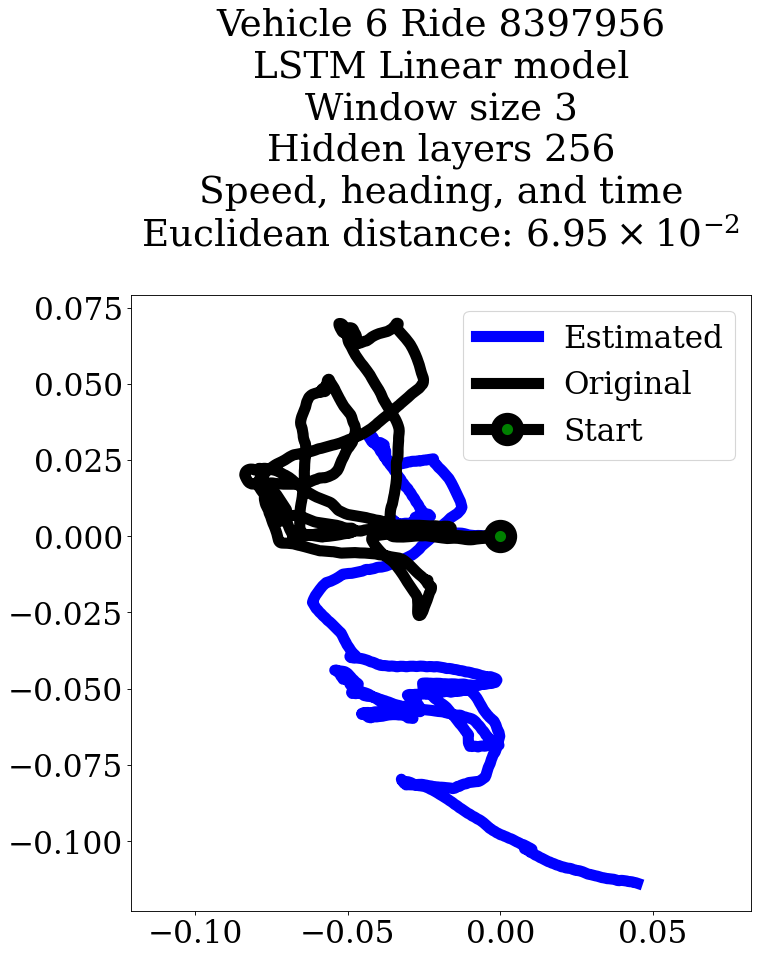 Vehicle 6 Ride 8397956
LSTM Linear model
Window size 3
Hidden layers 256
Speed, heading, and time
Euclidean distance: 6.95 × 10⁻²
0.075
0.050
0.025
0.000
−0.025
−0.050
−0.075
−0.100
Estimated
Original
Start
−0.10
−0.05
0.00
0.05